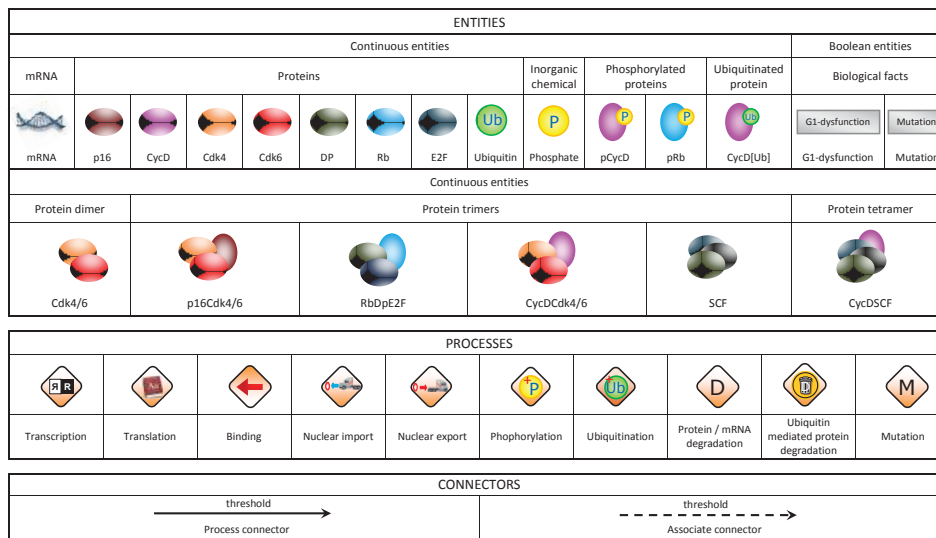 ENTITIES
Continuous entities
Boolean entities
mRNA
Proteins
Inorganic
chemical
Phosphorylated
proteins
Ubiquitinated
protein
Biological facts
Ub
P
P
P
Ub
G1-dysfunction
Mutation
mRNA
p16
CycD
Cdk4
Cdk6
DP
Rb
E2F
Ubiquitin
Phosphate
pCycD
pRb
CycD[Ub]
G1-dysfunction
Mutation
Continuous entities
Protein dimer
Protein trimers
Protein tetramer
Cdk4/6
p16Cdk4/6
RbDpE2F
CycDCdk4/6
SCF
CycDSCF
PROCESSES
ЯR
+P
+Ub
D
M
Transcription
Translation
Binding
Nuclear import
Nuclear export
Phophorylation
Ubiquitination
Protein / mRNA
degradation
Ubiquitin
mediated protein
degradation
Mutation
CONNECTORS
threshold
Process connector
threshold
Associate connector